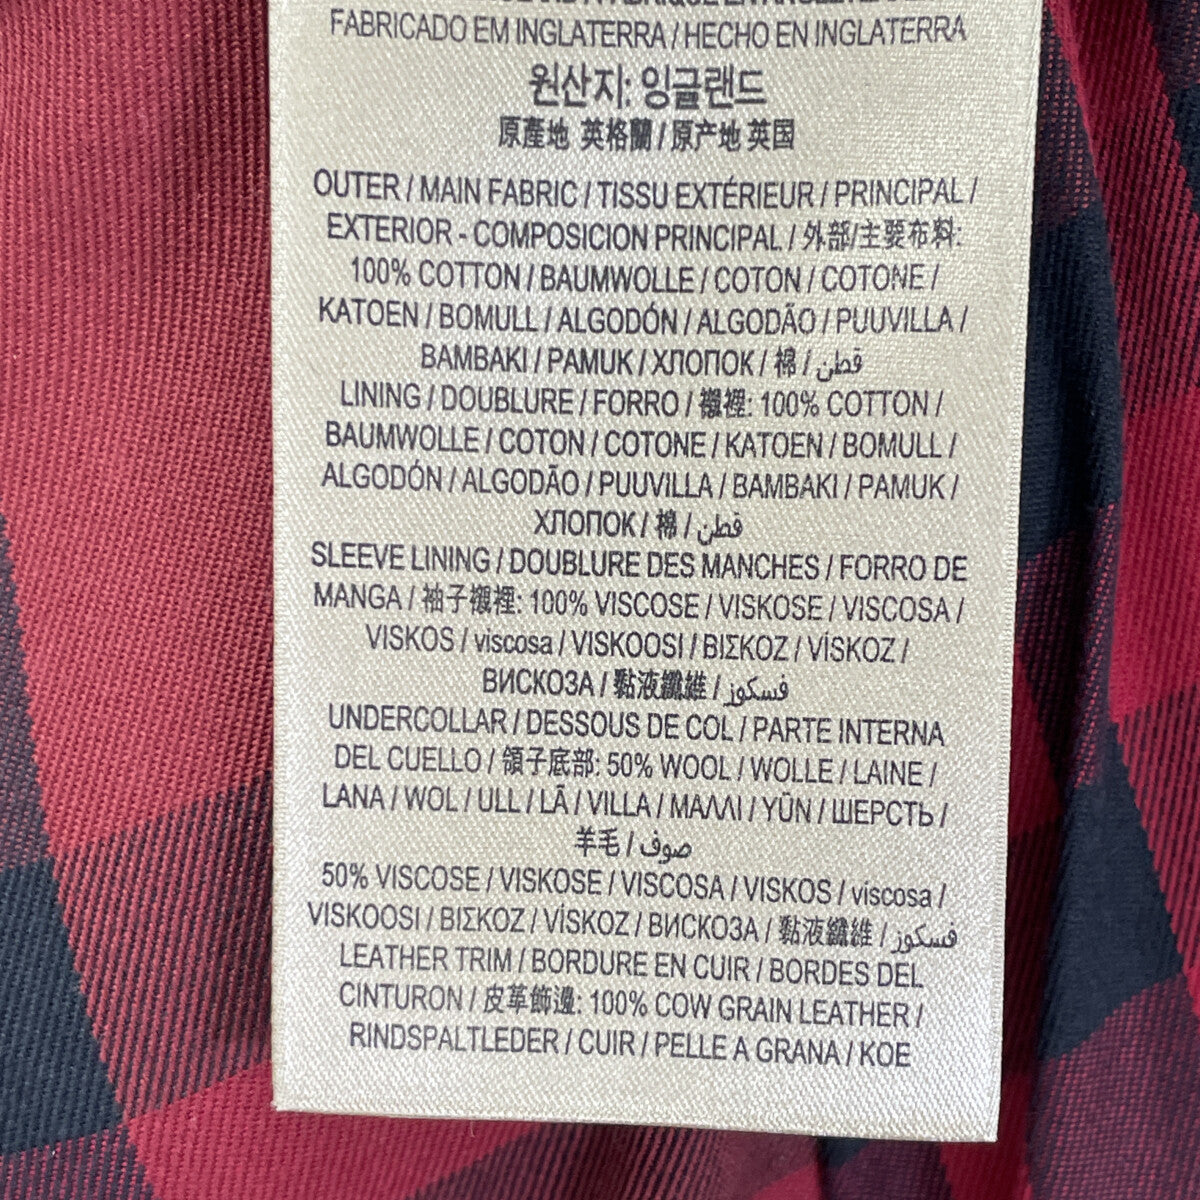 FABRICADO EM INGLATERRA / HECHO EN INGLATERRA
원산지: 잉글랜드
原產地 英格蘭 / 原产地 英国
OUTER / MAIN FABRIC / TISSU EXTÉRIEUR / PRINCIPAL /
EXTERIOR - COMPOSICION PRINCIPAL / 外部/主要布料:
100% COTTON / BAUMWOLLE / COTON / COTONE /
KATOEN / BOMULL / ALGODÓN / ALGODÃO / PUUVILLA /
BAMBAKI / PAMUK / ХЛОПОК / 棉 / قطن
LINING / DOUBLURE / FORRO / 襯裡: 100% COTTON /
BAUMWOLLE / COTON / COTONE / KATOEN / BOMULL /
ALGODÓN / ALGODÃO / PUUVILLA / BAMBAKI / PAMUK /
ХЛОПОК / 棉 / قطن
SLEEVE LINING / DOUBLURE DES MANCHES / FORRO DE
MANGA / 袖子襯裡: 100% VISCOSE / VISKOSE / VISCOSA /
VISKOS / viscosa / VISKOOSI / ΒΙΣΚΟΖ / VİSKOZ /
ВИСКОЗА / 黏液纖維 / فسكوز
UNDERCOLLAR / DESSOUS DE COL / PARTE INTERNA
DEL CUELLO / 領子底部: 50% WOOL / WOLLE / LAINE /
LANA / WOL / ULL / LÃ / VILLA / ΜΑΛΛΙ / YÜN / ШЕРСТЬ /
羊毛 / صوف
50% VISCOSE / VISKOSE / VISCOSA / VISKOS / viscosa /
VISKOOSI / ΒΙΣΚΟΖ / VİSKOZ / ВИСКОЗА / 黏液纖維 / فسكوز
LEATHER TRIM / BORDURE EN CUIR / BORDES DEL
CINTURON / 皮革飾邊: 100% COW GRAIN LEATHER /
RINDSPALTLEDER / CUIR / PELLE A GRANA / KOE